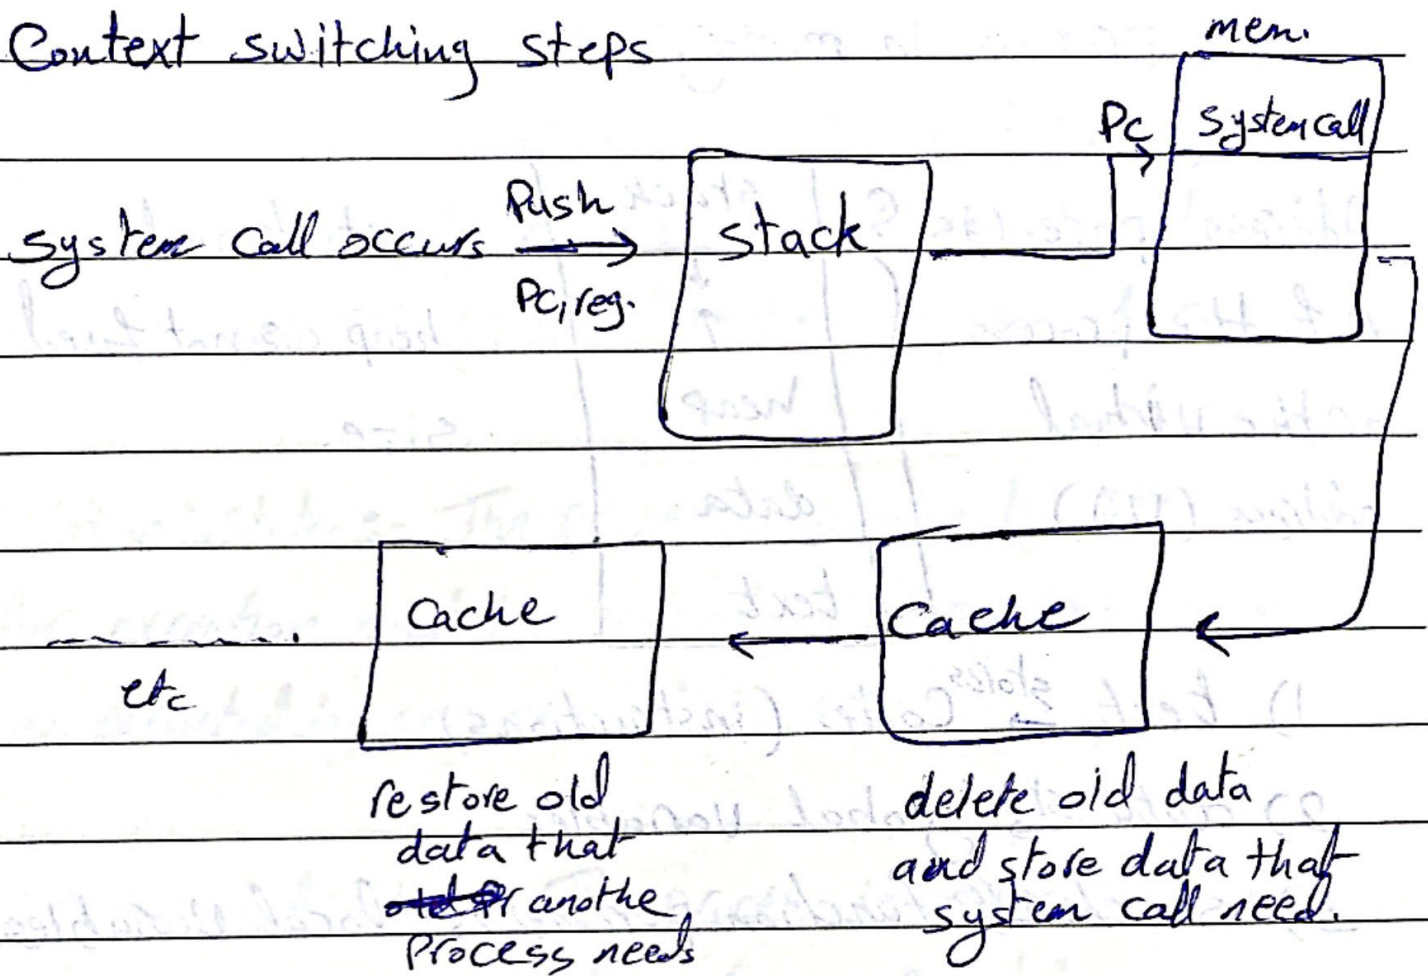 Context switching steps
mem.
Pc
System call
system call occurs
Push
Pc, reg.
stack
Cache
Cache
etc
restore old
data that
anothe
process needs
delete old data
and store data that
system call need.